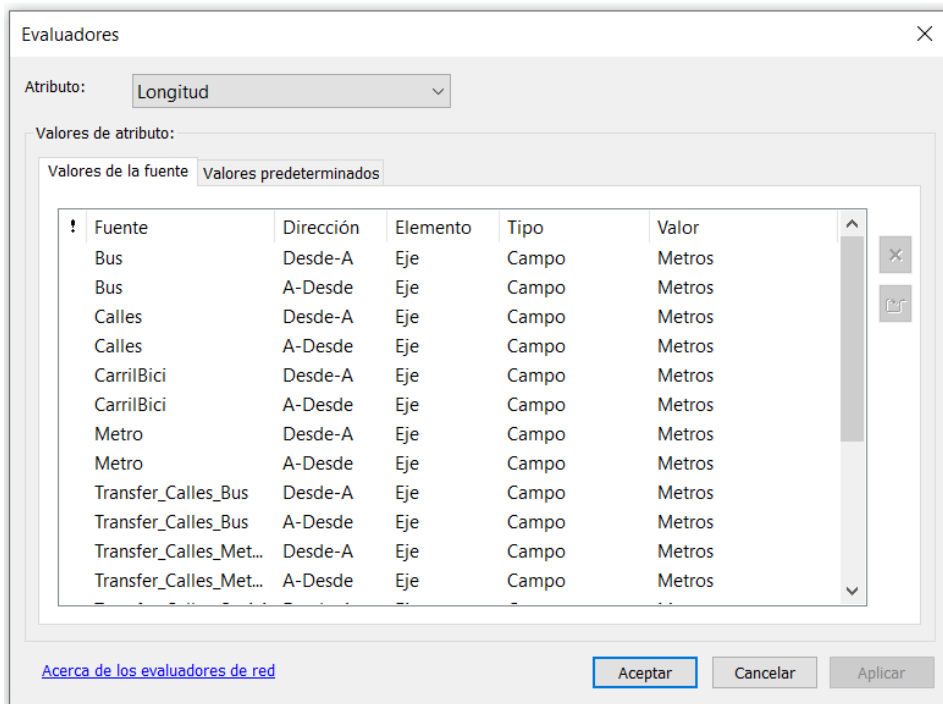 Evaluadores
Atributo: Longitud
Valores de atributo:
Valores de la fuente Valores predeterminados
! Fuente Dirección Elemento Tipo Valor
Bus Desde-A Eje Campo Metros
Bus A-Desde Eje Campo Metros
Calles Desde-A Eje Campo Metros
Calles A-Desde Eje Campo Metros
CarrilBici Desde-A Eje Campo Metros
CarrilBici A-Desde Eje Campo Metros
Metro Desde-A Eje Campo Metros
Metro A-Desde Eje Campo Metros
Transfer_Calles_Bus Desde-A Eje Campo Metros
Transfer_Calles_Bus A-Desde Eje Campo Metros
Transfer_Calles_Met... Desde-A Eje Campo Metros
Transfer_Calles_Met... A-Desde Eje Campo Metros
Acerca de los evaluadores de red Aceptar Cancelar Aplicar